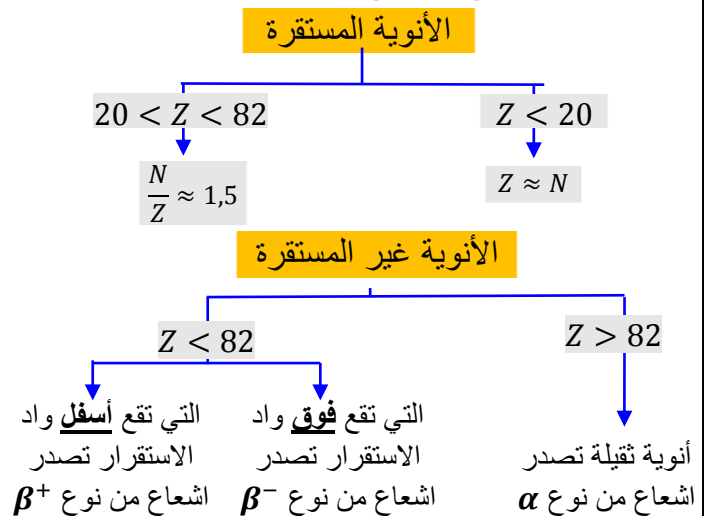 الأنوية المستقرة
Z < 20
20 < Z < 82
Z ≈ N
N/Z ≈ 1,5
الأنوية غير المستقرة
Z > 82
Z < 82
أنوية ثقيلة تصدر
اشعاع من نوع α
التي تقع فوق واد
الاستقرار تصدر
اشعاع من نوع β⁻
التي تقع أسفل واد
الاستقرار تصدر
اشعاع من نوع β⁺